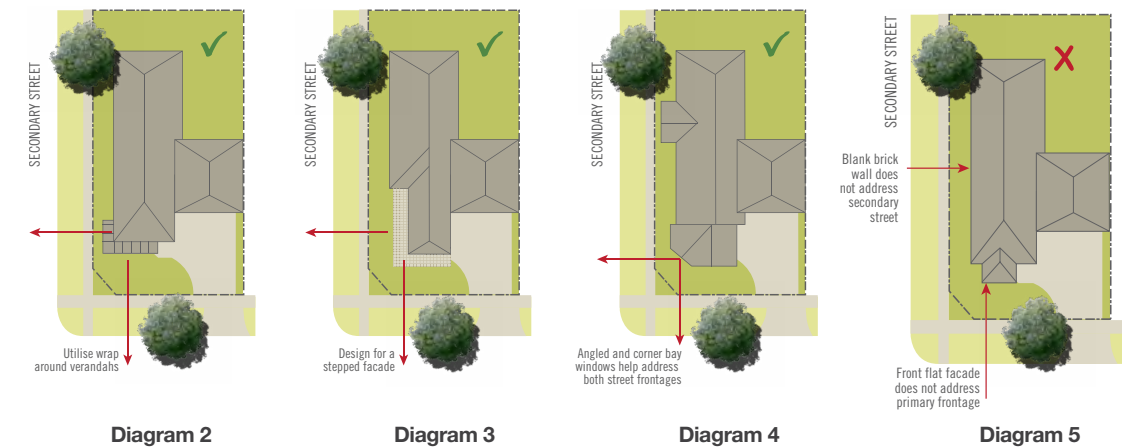 SECONDARY STREET
Utilise wrap
around verandahs
Diagram 2
SECONDARY STREET
Design for a
stepped facade
Diagram 3
SECONDARY STREET
Angled and corner bay
windows help address
both street frontages
Diagram 4
SECONDARY STREET
Blank brick
wall does
not address
secondary
street
Front flat facade
does not address
primary frontage
Diagram 5